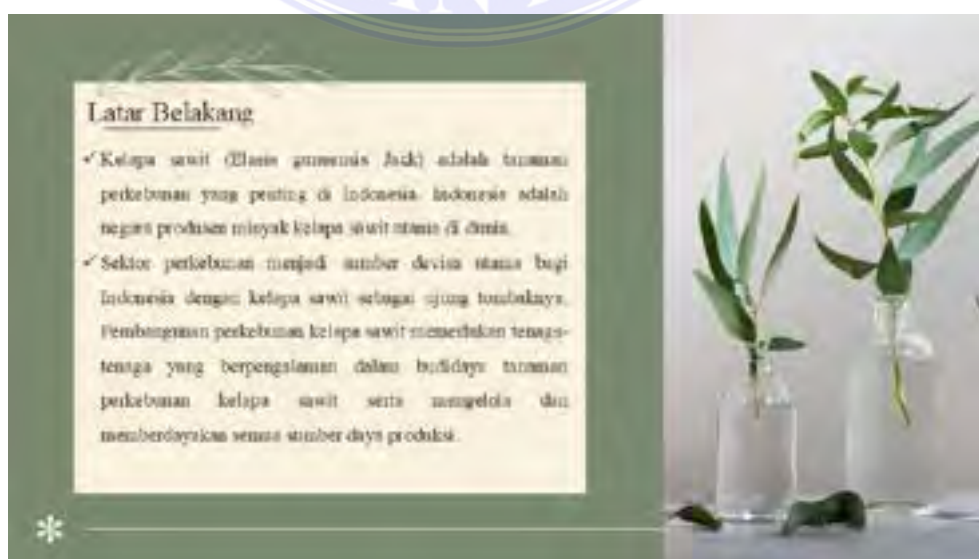 Latar Belakang
✓ Kelapa sawit (Elaeis guineensis Jack) adalah tanaman
perkebunan yang penting di Indonesia. Indonesia adalah
negara produsen minyak kelapa sawit utama di dunia.
✓ Sektor perkebunan menjadi sumber devisa utama bagi
Indonesia dengan kelapa sawit sebagai ujung tombaknya.
Pembangunan perkebunan kelapa sawit memerlukan tenaga-
tenaga yang berpengalaman dalam budidaya tanaman
perkebunan kelapa sawit serta mengelola dan
memberdayakan semua sumber daya produksi.